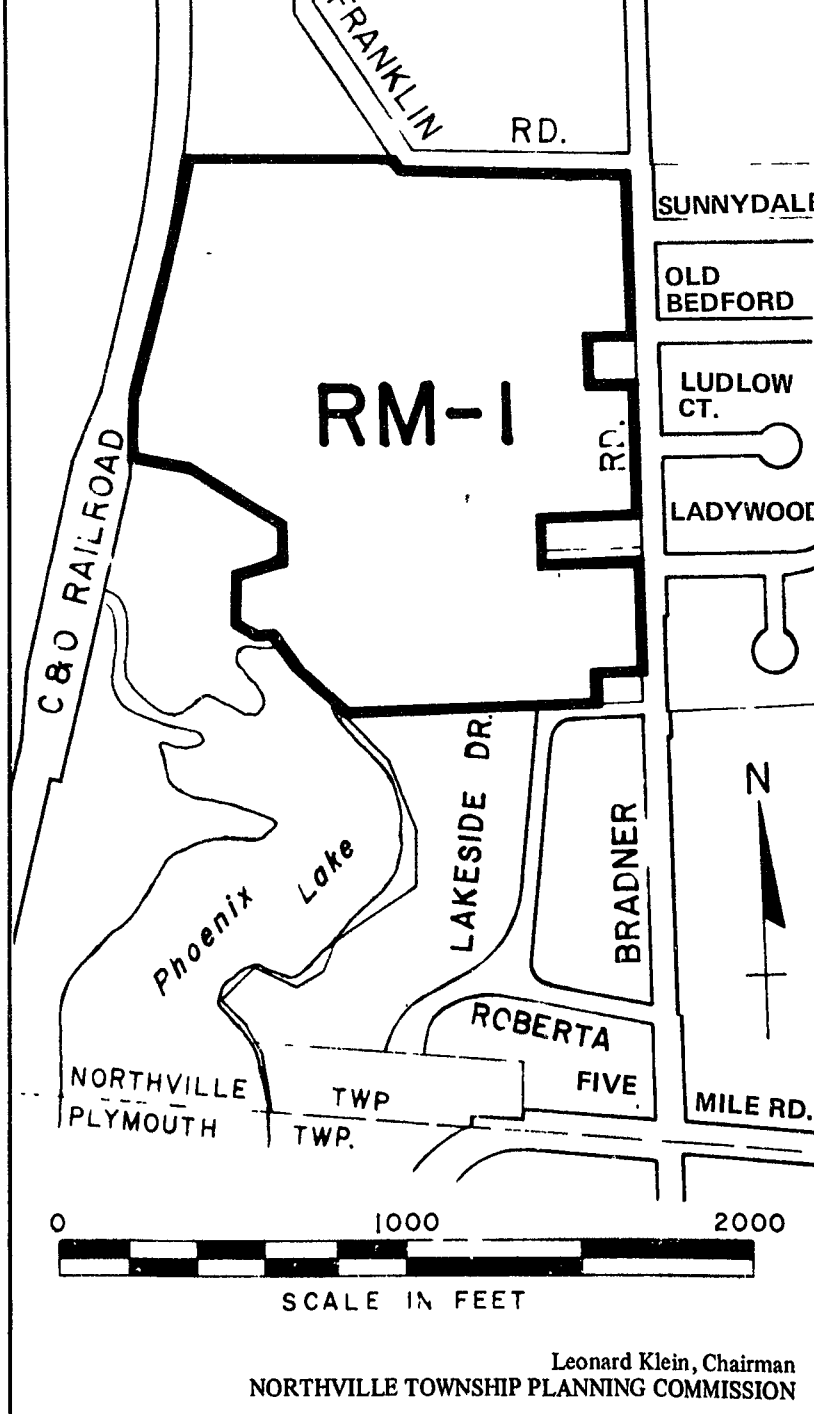 FRANKLIN
RD.
SUNNYDALE
OLD
BEDFORD
RM-1
LUDLOW
CT.
RD.
C&O RAILROAD
LADYWOOD
LAKESIDE DR.
N
BRADNER
Phoenix Lake
ROBERTA
NORTHVILLE TWP
FIVE MILE RD.
PLYMOUTH TWP.
0 1000 2000
SCALE IN FEET
Leonard Klein, Chairman
NORTHVILLE TOWNSHIP PLANNING COMMISSION